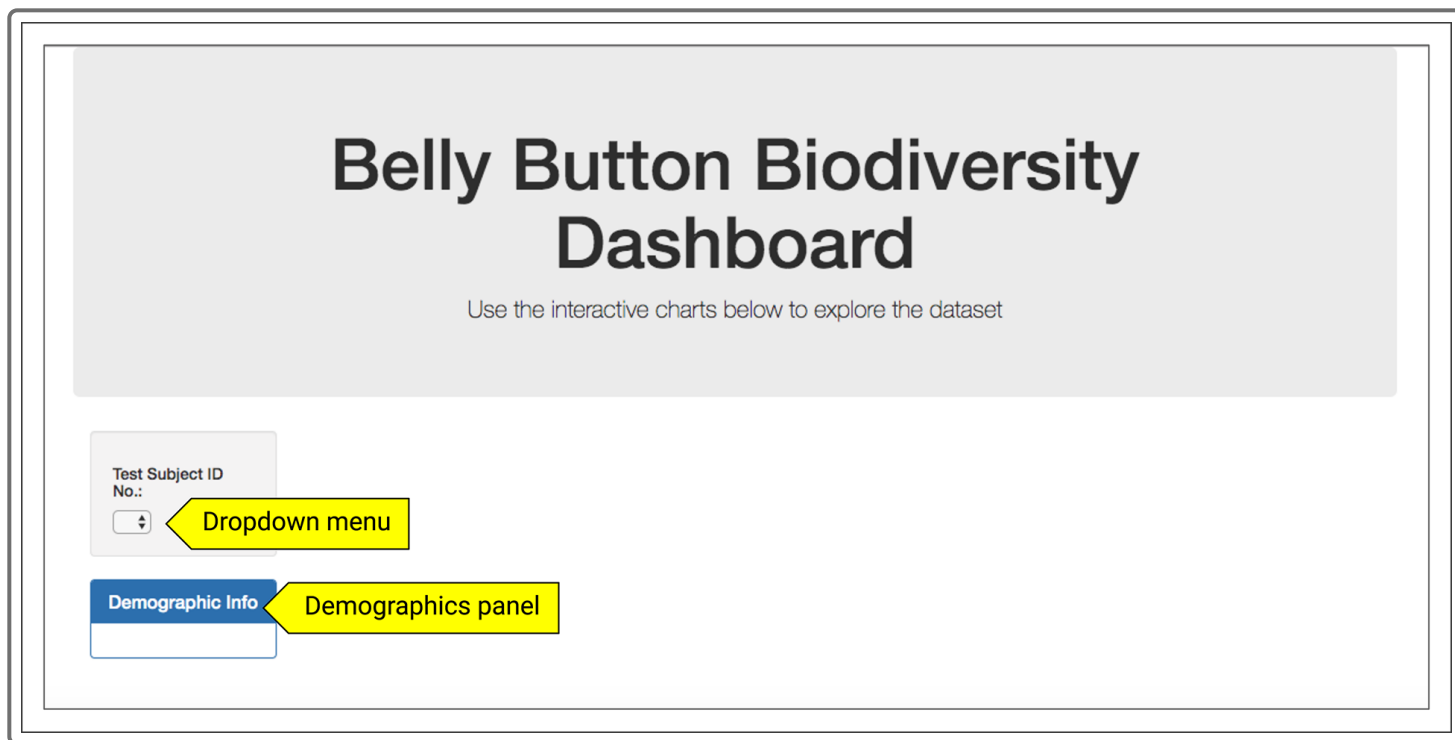 Belly Button Biodiversity
Dashboard
Use the interactive charts below to explore the dataset
Test Subject ID
No.:
Dropdown menu
Demographic Info
Demographics panel